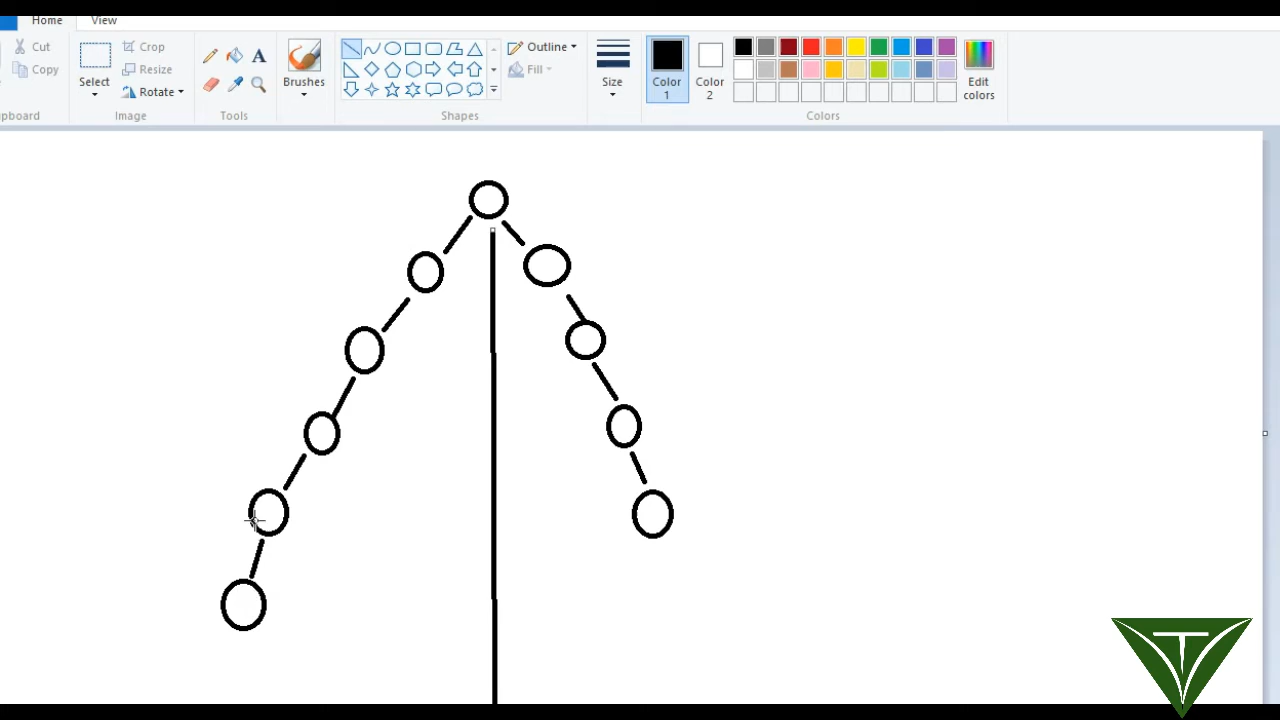 Home View
Cut
Copy
Crop
Resize
Rotate
Select
A
Brushes
Outline
Fill
Size
Color
1
Color
2
Edit
colors
pboard
Image
Tools
Shapes
Colors
T